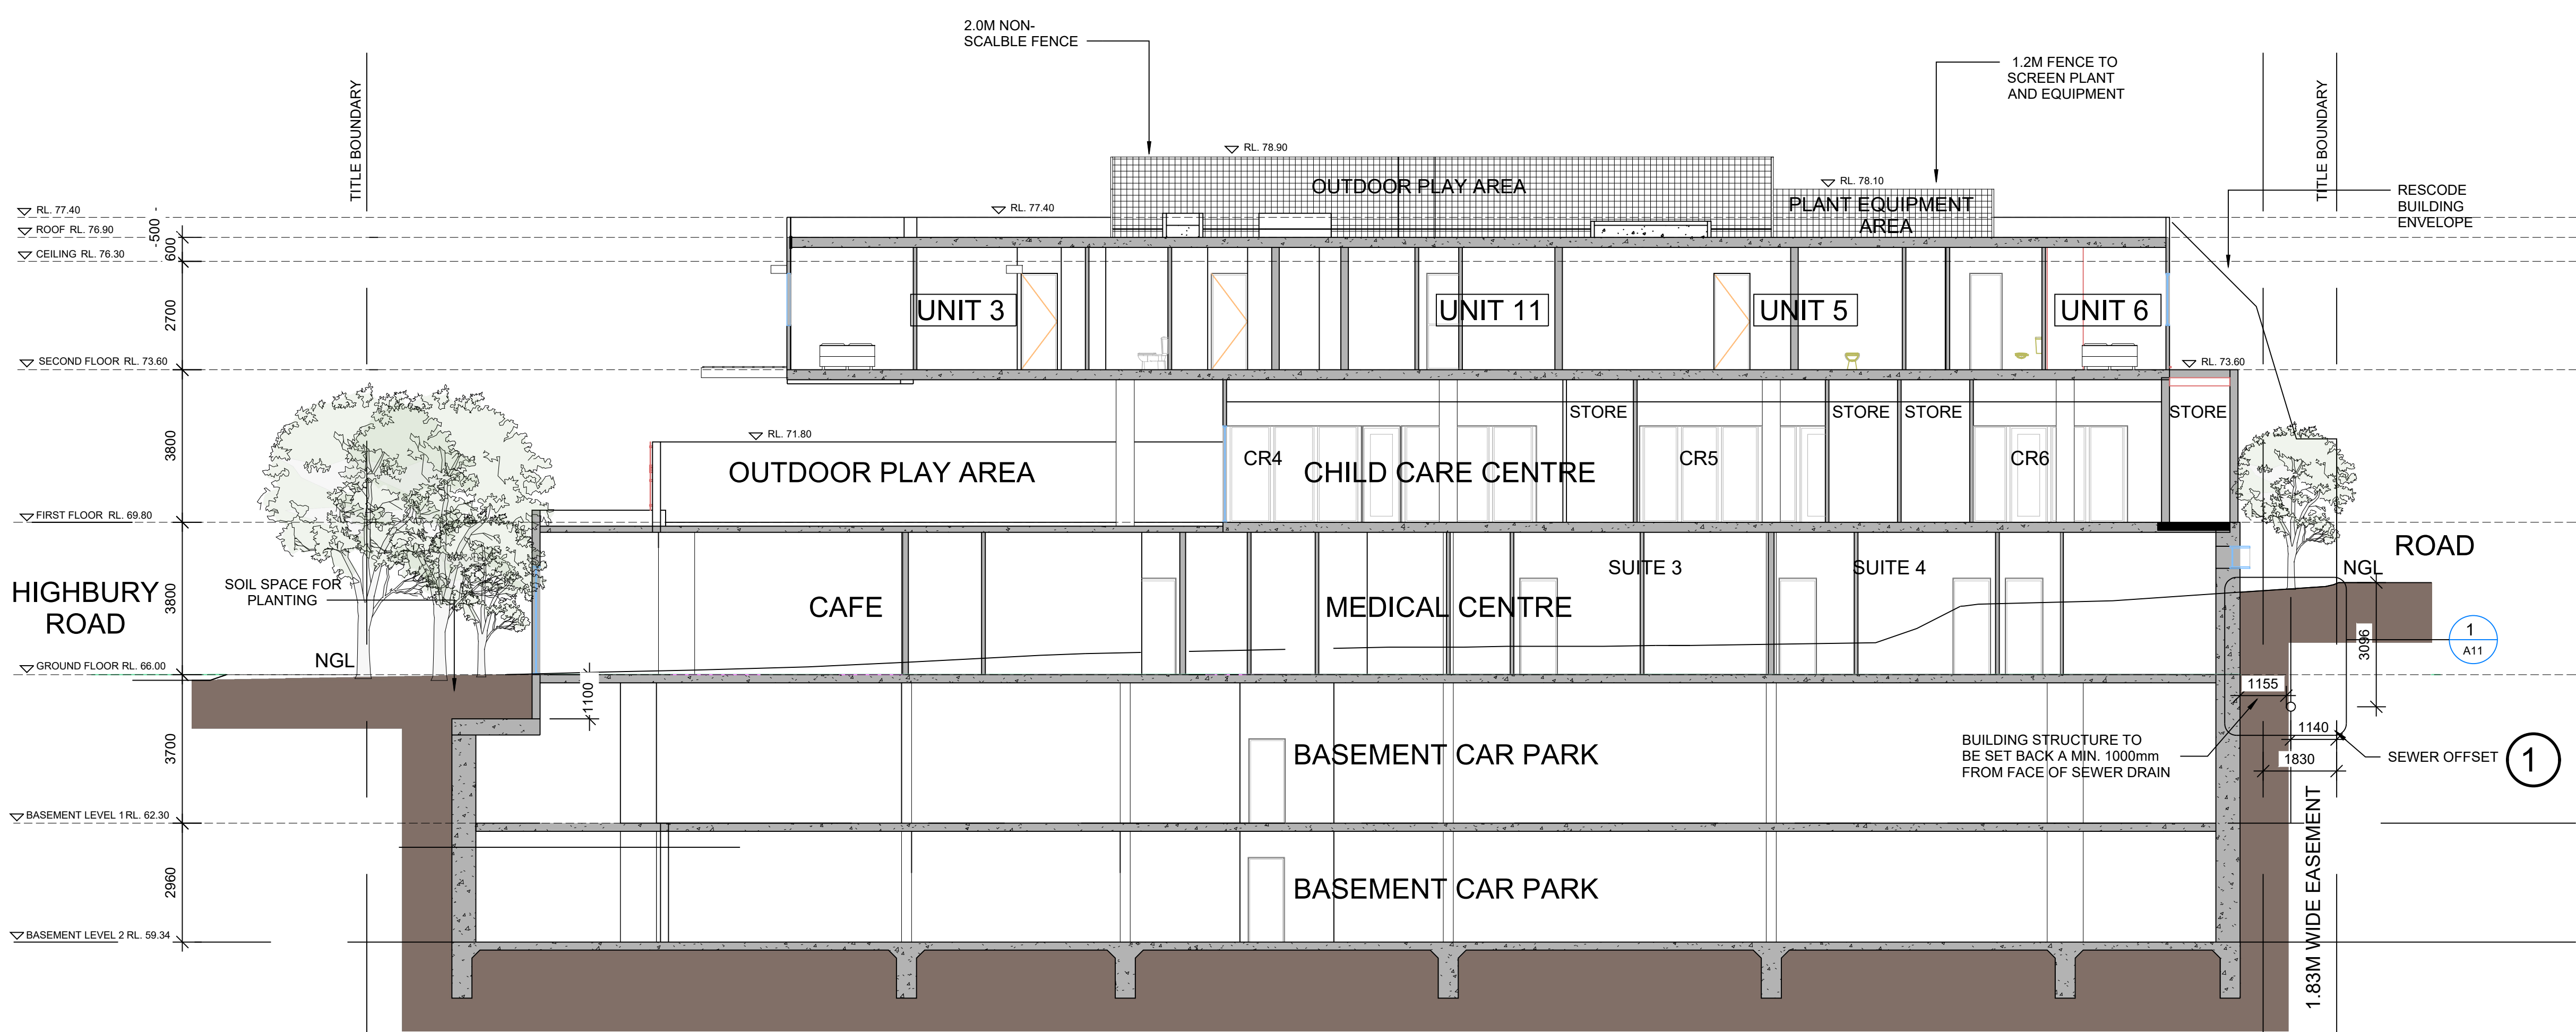 2.0M NON-
SCALBLE FENCE
1.2M FENCE TO
SCREEN PLANT
AND EQUIPMENT
TITLE BOUNDARY
TITLE BOUNDARY
RL. 78.90
OUTDOOR PLAY AREA
RL. 78.10
PLANT EQUIPMENT
AREA
RESCODE
BUILDING
ENVELOPE
RL. 77.40
RL. 77.40
500
ROOF RL. 76.90
600
CEILING RL. 76.30
2700
UNIT 3
UNIT 11
UNIT 5
UNIT 6
SECOND FLOOR RL. 73.60
RL. 73.60
3800
STORE
STORE
STORE
STORE
RL. 71.80
OUTDOOR PLAY AREA
CR4
CHILD CARE CENTRE
CR5
CR6
FIRST FLOOR RL. 69.80
ROAD
NGL
3800
HIGHBURY
ROAD
SOIL SPACE FOR
PLANTING
CAFE
MEDICAL CENTRE
SUITE 3
SUITE 4
1
A11
3096
NGL
GROUND FLOOR RL. 66.00
1100
1155
1140
1830
3700
BASEMENT CAR PARK
BUILDING STRUCTURE TO
BE SET BACK A MIN. 1000mm
FROM FACE OF SEWER DRAIN
SEWER OFFSET
1
BASEMENT LEVEL 1 RL. 62.30
2960
BASEMENT CAR PARK
1.83M WIDE EASEMENT
BASEMENT LEVEL 2 RL. 59.34